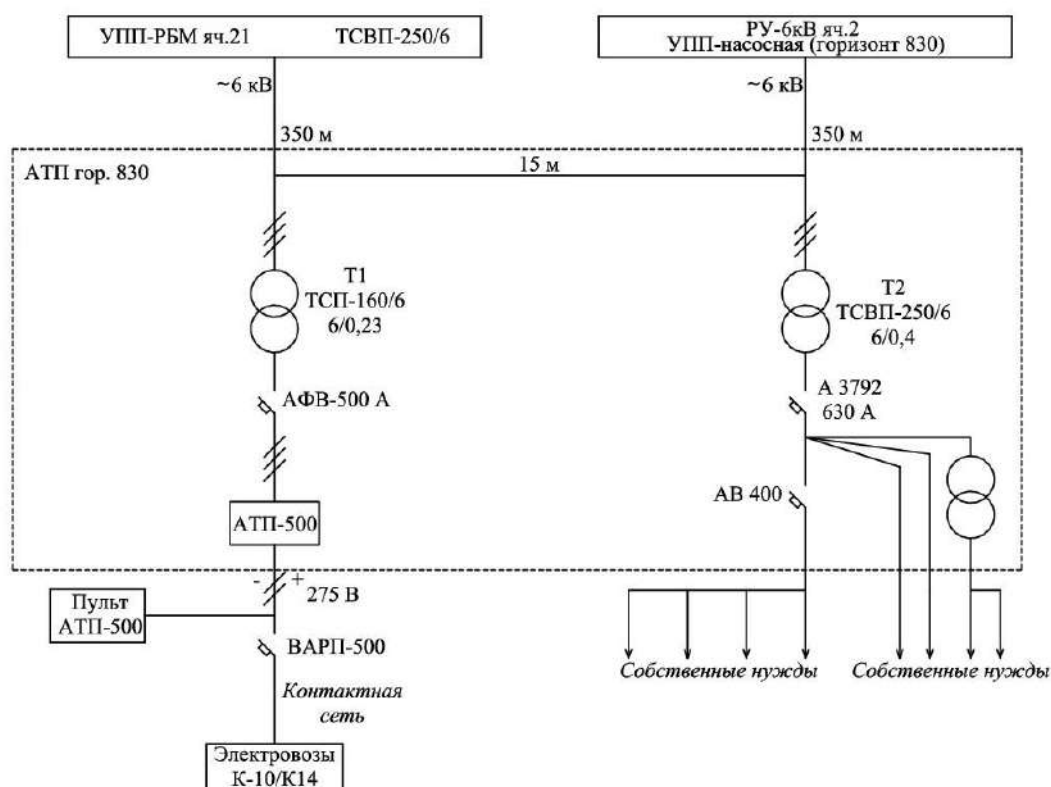 УПП-РБМ яч.21 ТСВП-250/6
РУ-6кВ яч.2
УПП-насосная (горизонт 830)
~6 кВ
~6 кВ
350 м
350 м
АТП гор. 830
15 м
Т1
ТСП-160/6
6/0,23
Т2
ТСВП-250/6
6/0,4
АФВ-500 А
А 3792
630 А
АВ 400
АТП-500
- +
275 В
Пульт
АТП-500
ВАРП-500
Собственные нужды
Собственные нужды
Контактная
сеть
Электровозы
К-10/К14